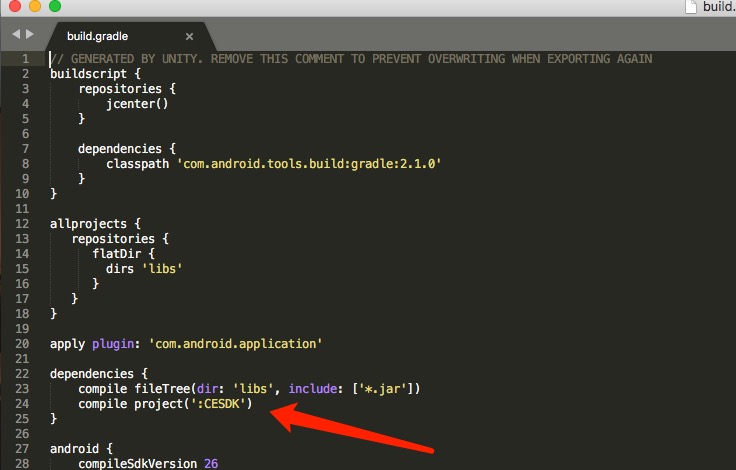 build.
build.gradle ×
1 // GENERATED BY UNITY. REMOVE THIS COMMENT TO PREVENT OVERWRITING WHEN EXPORTING AGAIN
2 buildscript {
3 repositories {
4 jcenter()
5 }
6
7 dependencies {
8 classpath 'com.android.tools.build:gradle:2.1.0'
9 }
10 }
11
12 allprojects {
13 repositories {
14 flatDir {
15 dirs 'libs'
16 }
17 }
18 }
19
20 apply plugin: 'com.android.application'
21
22 dependencies {
23 compile fileTree(dir: 'libs', include: ['*.jar'])
24 compile project(':CESDK')
25 }
26
27 android {
28 compileSdkVersion 26